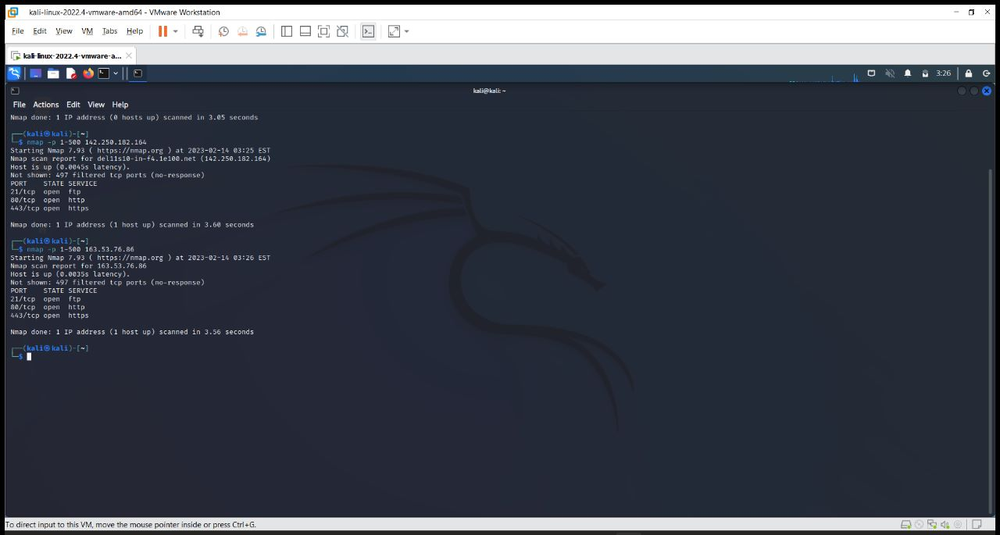 kali-linux-2022.4-vmware-amd64 - VMware Workstation
File Edit View VM Tabs Help
kali-linux-2022.4-vmware-a...
3:26
kali@kali: ~
File Actions Edit View Help
Nmap done: 1 IP address (0 hosts up) scanned in 3.05 seconds
┌──(kali㉿kali)-[~]
└─$ nmap -p 1-500 142.250.182.164
Starting Nmap 7.93 ( https://nmap.org ) at 2023-02-14 03:25 EST
Nmap scan report for del11s10-in-f4.1e100.net (142.250.182.164)
Host is up (0.0045s latency).
Not shown: 497 filtered tcp ports (no-response)
PORT    STATE SERVICE
21/tcp  open  ftp
80/tcp  open  http
443/tcp open  https
Nmap done: 1 IP address (1 host up) scanned in 3.60 seconds
┌──(kali㉿kali)-[~]
└─$ nmap -p 1-500 163.53.76.86
Starting Nmap 7.93 ( https://nmap.org ) at 2023-02-14 03:26 EST
Nmap scan report for 163.53.76.86
Host is up (0.0035s latency).
Not shown: 497 filtered tcp ports (no-response)
PORT    STATE SERVICE
21/tcp  open  ftp
80/tcp  open  http
443/tcp open  https
Nmap done: 1 IP address (1 host up) scanned in 3.56 seconds
┌──(kali㉿kali)-[~]
└─$
To direct input to this VM, move the mouse pointer inside or press Ctrl+G.